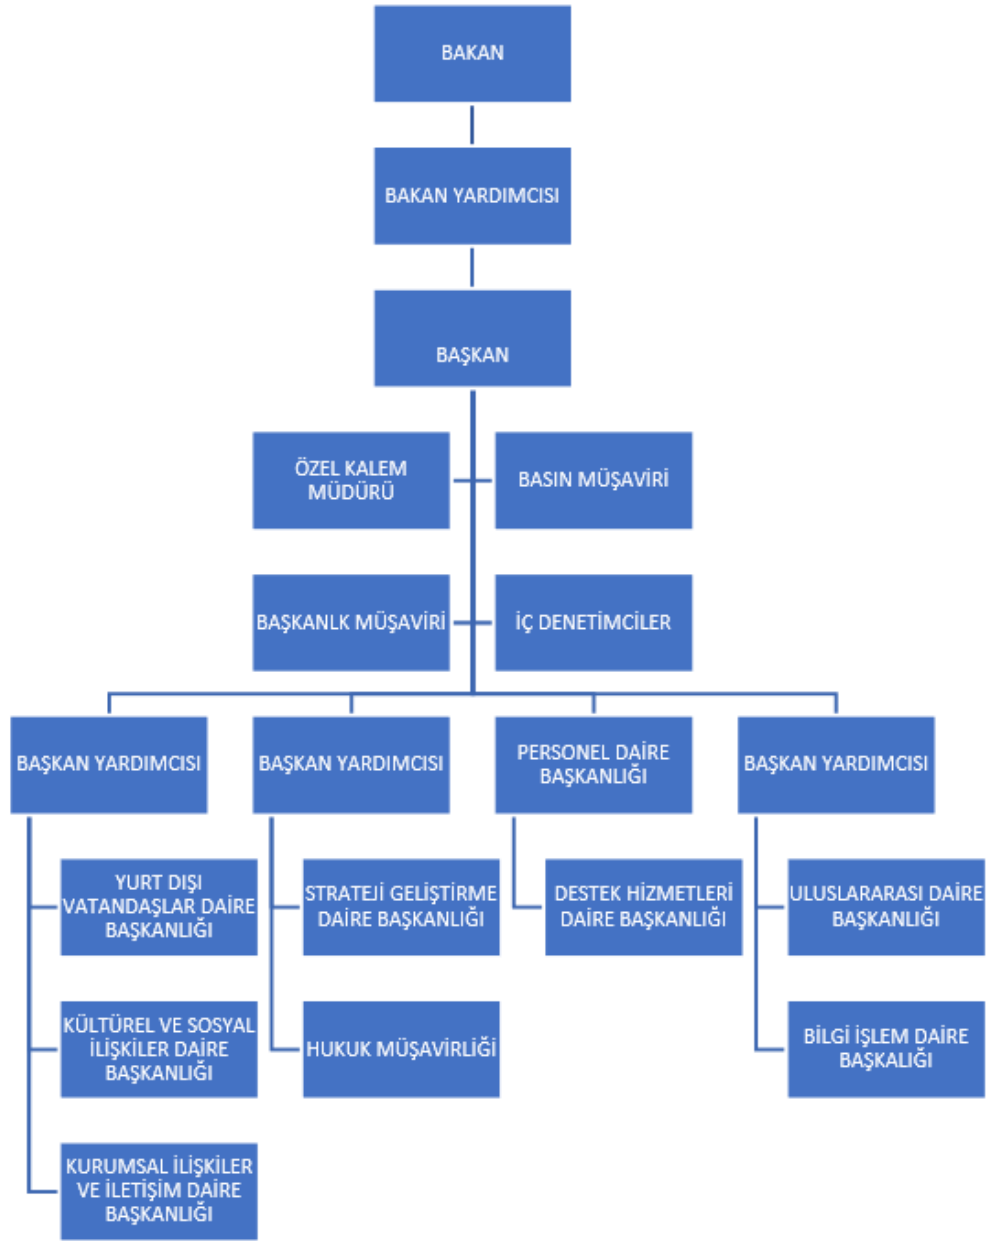 BAKAN
BAKAN YARDIMCISI
BAŞKAN
ÖZEL KALEM
MÜDÜRÜ
BASIN MÜŞAVİRİ
BAŞKANLK MÜŞAVİRİ
İÇ DENETİMCİLER
BAŞKAN YARDIMCISI
BAŞKAN YARDIMCISI
PERSONEL DAİRE
BAŞKANLIĞI
BAŞKAN YARDIMCISI
YURT DIŞI
VATANDAŞLAR DAİRE
BAŞKANLIĞI
STRATEJİ GELİŞTİRME
DAİRE BAŞKANLIĞI
DESTEK HİZMETLERİ
DAİRE BAŞKANLIĞI
ULUSLARARASI DAİRE
BAŞKANLIĞI
KÜLTÜREL VE SOSYAL
İLİŞKİLER DAİRE
BAŞKANLIĞI
HUKUK MÜŞAVİRLİĞİ
BİLGİ İŞLEM DAİRE
BAŞKALIĞI
KURUMSAL İLİŞKİLER
VE İLETİŞİM DAİRE
BAŞKANLIĞI